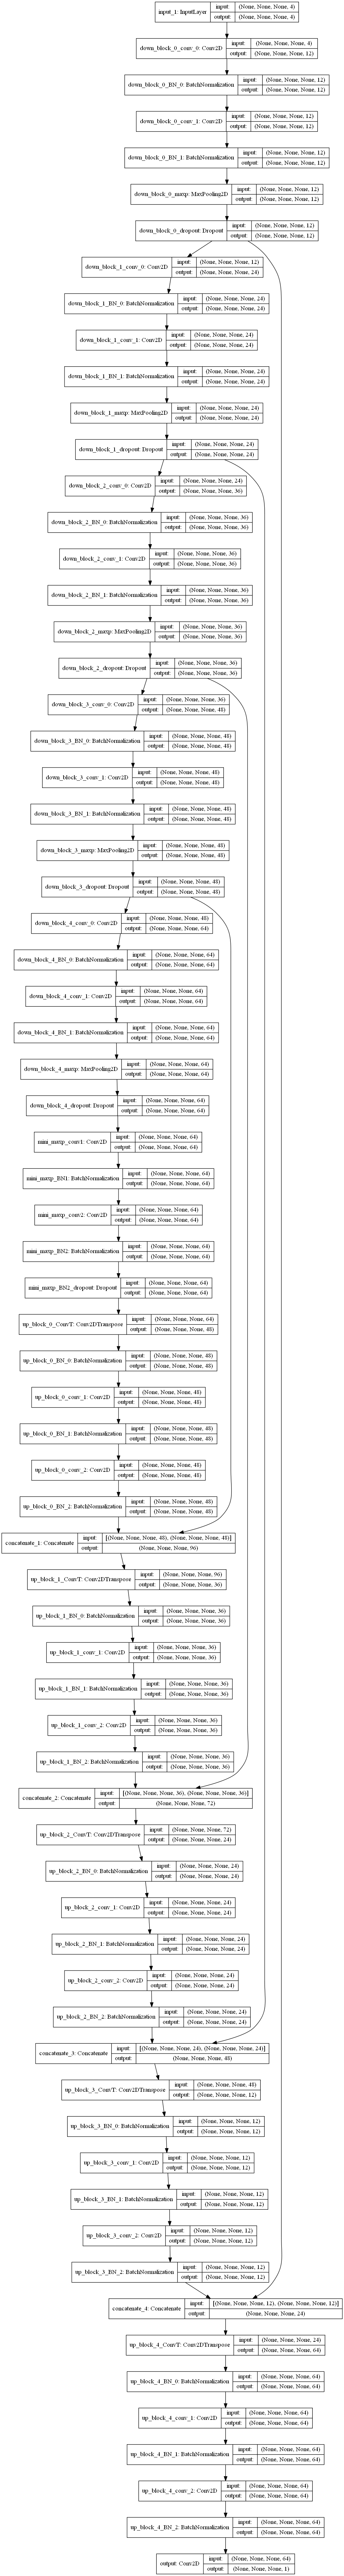 input_1: InputLayer
input: (None, None, None, 4)
output: (None, None, None, 4)
down_block_0_conv_0: Conv2D
input: (None, None, None, 4)
output: (None, None, None, 12)
down_block_0_BN_0: BatchNormalization
input: (None, None, None, 12)
output: (None, None, None, 12)
down_block_0_conv_1: Conv2D
input: (None, None, None, 12)
output: (None, None, None, 12)
down_block_0_BN_1: BatchNormalization
input: (None, None, None, 12)
output: (None, None, None, 12)
down_block_0_maxp: MaxPooling2D
input: (None, None, None, 12)
output: (None, None, None, 12)
down_block_0_dropout: Dropout
input: (None, None, None, 12)
output: (None, None, None, 12)
down_block_1_conv_0: Conv2D
input: (None, None, None, 12)
output: (None, None, None, 24)
down_block_1_BN_0: BatchNormalization
input: (None, None, None, 24)
output: (None, None, None, 24)
down_block_1_conv_1: Conv2D
input: (None, None, None, 24)
output: (None, None, None, 24)
down_block_1_BN_1: BatchNormalization
input: (None, None, None, 24)
output: (None, None, None, 24)
down_block_1_maxp: MaxPooling2D
input: (None, None, None, 24)
output: (None, None, None, 24)
down_block_1_dropout: Dropout
input: (None, None, None, 24)
output: (None, None, None, 24)
down_block_2_conv_0: Conv2D
input: (None, None, None, 24)
output: (None, None, None, 36)
down_block_2_BN_0: BatchNormalization
input: (None, None, None, 36)
output: (None, None, None, 36)
down_block_2_conv_1: Conv2D
input: (None, None, None, 36)
output: (None, None, None, 36)
down_block_2_BN_1: BatchNormalization
input: (None, None, None, 36)
output: (None, None, None, 36)
down_block_2_maxp: MaxPooling2D
input: (None, None, None, 36)
output: (None, None, None, 36)
down_block_2_dropout: Dropout
input: (None, None, None, 36)
output: (None, None, None, 36)
down_block_3_conv_0: Conv2D
input: (None, None, None, 36)
output: (None, None, None, 48)
down_block_3_BN_0: BatchNormalization
input: (None, None, None, 48)
output: (None, None, None, 48)
down_block_3_conv_1: Conv2D
input: (None, None, None, 48)
output: (None, None, None, 48)
down_block_3_BN_1: BatchNormalization
input: (None, None, None, 48)
output: (None, None, None, 48)
down_block_3_maxp: MaxPooling2D
input: (None, None, None, 48)
output: (None, None, None, 48)
down_block_3_dropout: Dropout
input: (None, None, None, 48)
output: (None, None, None, 48)
down_block_4_conv_0: Conv2D
input: (None, None, None, 48)
output: (None, None, None, 64)
down_block_4_BN_0: BatchNormalization
input: (None, None, None, 64)
output: (None, None, None, 64)
down_block_4_conv_1: Conv2D
input: (None, None, None, 64)
output: (None, None, None, 64)
down_block_4_BN_1: BatchNormalization
input: (None, None, None, 64)
output: (None, None, None, 64)
down_block_4_maxp: MaxPooling2D
input: (None, None, None, 64)
output: (None, None, None, 64)
down_block_4_dropout: Dropout
input: (None, None, None, 64)
output: (None, None, None, 64)
mini_maxp_conv1: Conv2D
input: (None, None, None, 64)
output: (None, None, None, 64)
mini_maxp_BN1: BatchNormalization
input: (None, None, None, 64)
output: (None, None, None, 64)
mini_maxp_conv2: Conv2D
input: (None, None, None, 64)
output: (None, None, None, 64)
mini_maxp_BN2: BatchNormalization
input: (None, None, None, 64)
output: (None, None, None, 64)
mini_maxp_BN2_dropout: Dropout
input: (None, None, None, 64)
output: (None, None, None, 64)
up_block_0_ConvT: Conv2DTranspose
input: (None, None, None, 64)
output: (None, None, None, 48)
up_block_0_BN_0: BatchNormalization
input: (None, None, None, 48)
output: (None, None, None, 48)
up_block_0_conv_1: Conv2D
input: (None, None, None, 48)
output: (None, None, None, 48)
up_block_0_BN_1: BatchNormalization
input: (None, None, None, 48)
output: (None, None, None, 48)
up_block_0_conv_2: Conv2D
input: (None, None, None, 48)
output: (None, None, None, 48)
up_block_0_BN_2: BatchNormalization
input: (None, None, None, 48)
output: (None, None, None, 48)
concatenate_1: Concatenate
input: [(None, None, None, 48), (None, None, None, 48)]
output: (None, None, None, 96)
up_block_1_ConvT: Conv2DTranspose
input: (None, None, None, 96)
output: (None, None, None, 36)
up_block_1_BN_0: BatchNormalization
input: (None, None, None, 36)
output: (None, None, None, 36)
up_block_1_conv_1: Conv2D
input: (None, None, None, 36)
output: (None, None, None, 36)
up_block_1_BN_1: BatchNormalization
input: (None, None, None, 36)
output: (None, None, None, 36)
up_block_1_conv_2: Conv2D
input: (None, None, None, 36)
output: (None, None, None, 36)
up_block_1_BN_2: BatchNormalization
input: (None, None, None, 36)
output: (None, None, None, 36)
concatenate_2: Concatenate
input: [(None, None, None, 36), (None, None, None, 36)]
output: (None, None, None, 72)
up_block_2_ConvT: Conv2DTranspose
input: (None, None, None, 72)
output: (None, None, None, 24)
up_block_2_BN_0: BatchNormalization
input: (None, None, None, 24)
output: (None, None, None, 24)
up_block_2_conv_1: Conv2D
input: (None, None, None, 24)
output: (None, None, None, 24)
up_block_2_BN_1: BatchNormalization
input: (None, None, None, 24)
output: (None, None, None, 24)
up_block_2_conv_2: Conv2D
input: (None, None, None, 24)
output: (None, None, None, 24)
up_block_2_BN_2: BatchNormalization
input: (None, None, None, 24)
output: (None, None, None, 24)
concatenate_3: Concatenate
input: [(None, None, None, 24), (None, None, None, 24)]
output: (None, None, None, 48)
up_block_3_ConvT: Conv2DTranspose
input: (None, None, None, 48)
output: (None, None, None, 12)
up_block_3_BN_0: BatchNormalization
input: (None, None, None, 12)
output: (None, None, None, 12)
up_block_3_conv_1: Conv2D
input: (None, None, None, 12)
output: (None, None, None, 12)
up_block_3_BN_1: BatchNormalization
input: (None, None, None, 12)
output: (None, None, None, 12)
up_block_3_conv_2: Conv2D
input: (None, None, None, 12)
output: (None, None, None, 12)
up_block_3_BN_2: BatchNormalization
input: (None, None, None, 12)
output: (None, None, None, 12)
concatenate_4: Concatenate
input: [(None, None, None, 12), (None, None, None, 12)]
output: (None, None, None, 24)
up_block_4_ConvT: Conv2DTranspose
input: (None, None, None, 24)
output: (None, None, None, 64)
up_block_4_BN_0: BatchNormalization
input: (None, None, None, 64)
output: (None, None, None, 64)
up_block_4_conv_1: Conv2D
input: (None, None, None, 64)
output: (None, None, None, 64)
up_block_4_BN_1: BatchNormalization
input: (None, None, None, 64)
output: (None, None, None, 64)
up_block_4_conv_2: Conv2D
input: (None, None, None, 64)
output: (None, None, None, 64)
up_block_4_BN_2: BatchNormalization
input: (None, None, None, 64)
output: (None, None, None, 64)
output: Conv2D
input: (None, None, None, 64)
output: (None, None, None, 1)